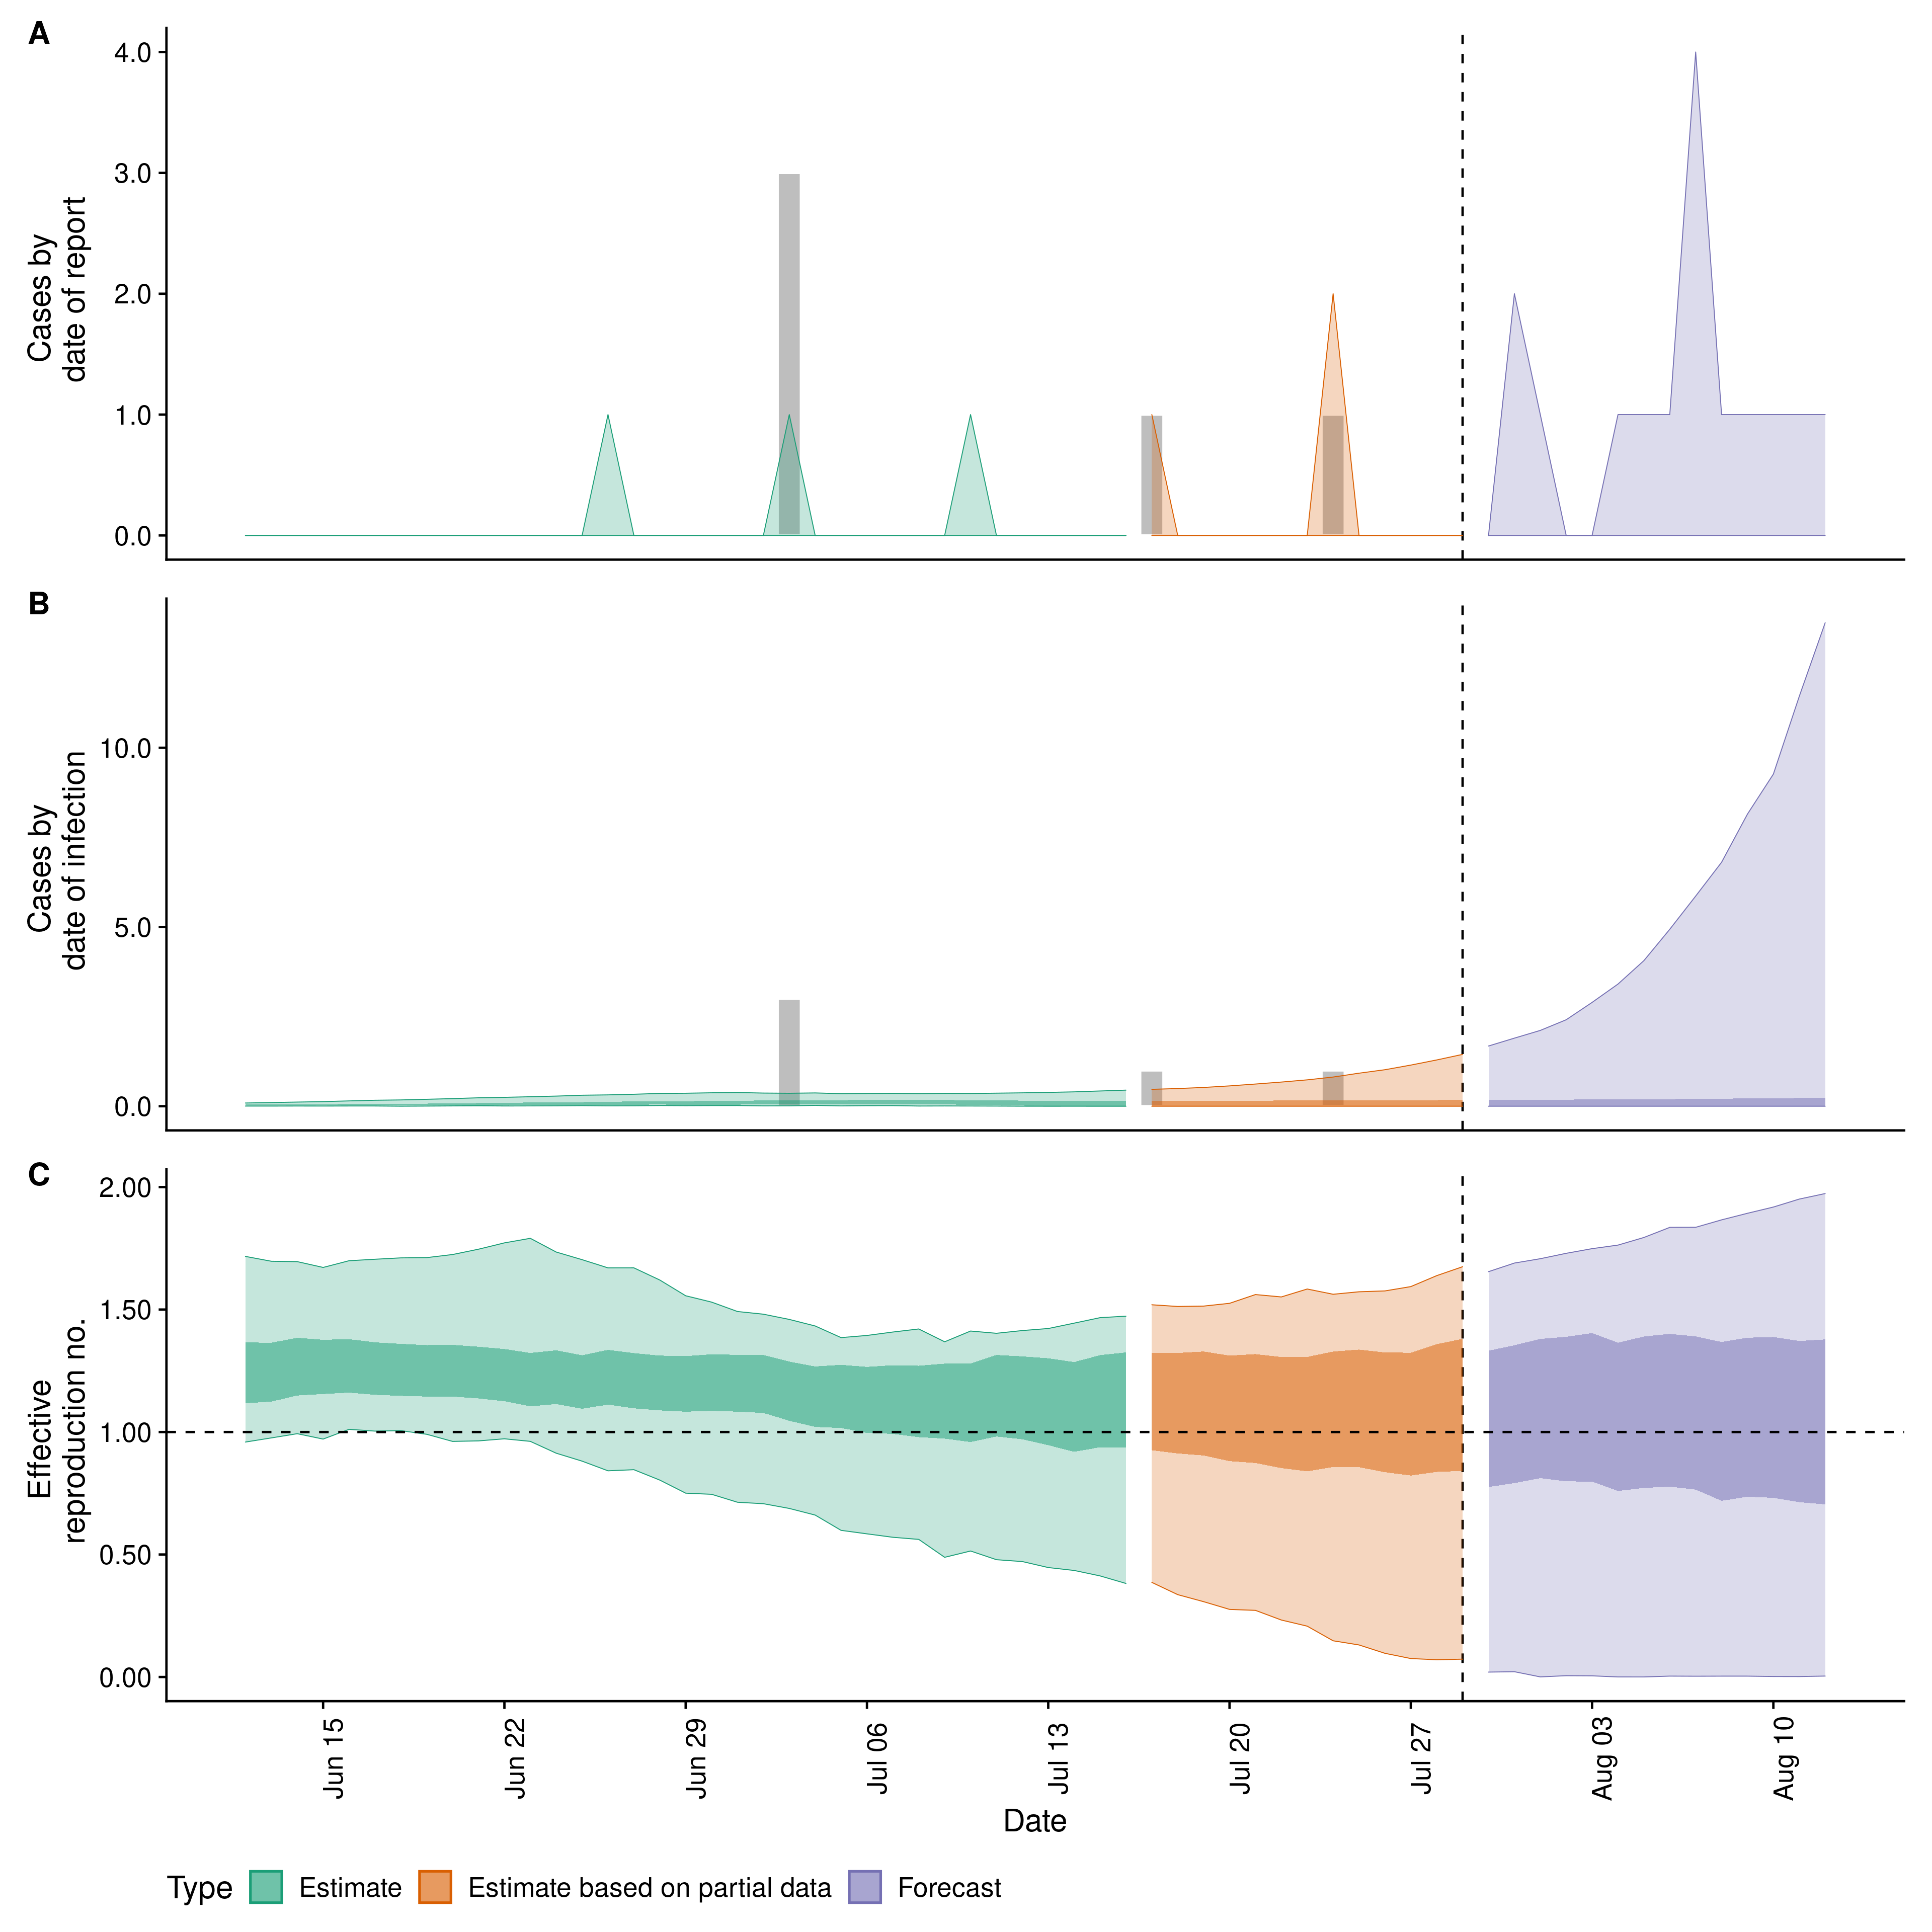 A
Cases by
date of report
4.0
3.0
2.0
1.0
0.0
B
Cases by
date of infection
10.0
5.0
0.0
C
Effective
reproduction no.
2.00
1.50
1.00
0.50
0.00
Jun 15
Jun 22
Jun 29
Jul 06
Jul 13
Jul 20
Jul 27
Aug 03
Aug 10
Date
Type
Estimate
Estimate based on partial data
Forecast